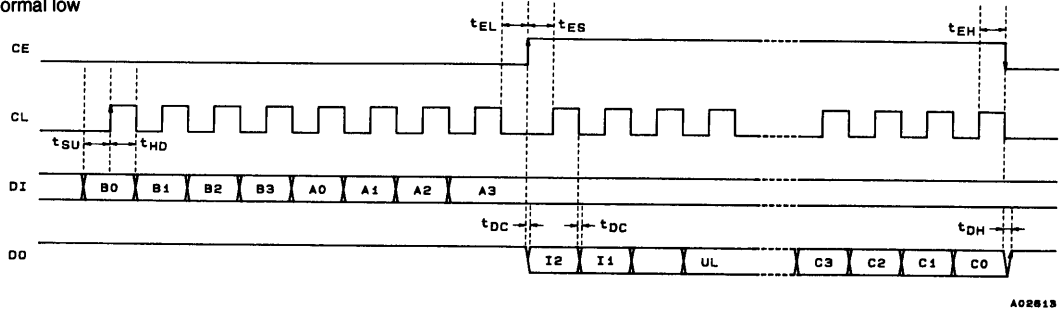 ormal low
tEL tES tEH
CE
CL
tSU tHD
DI B0 B1 B2 B3 A0 A1 A2 A3
tDC tDC tDH
DO I2 I1 UL C3 C2 C1 C0
A02613